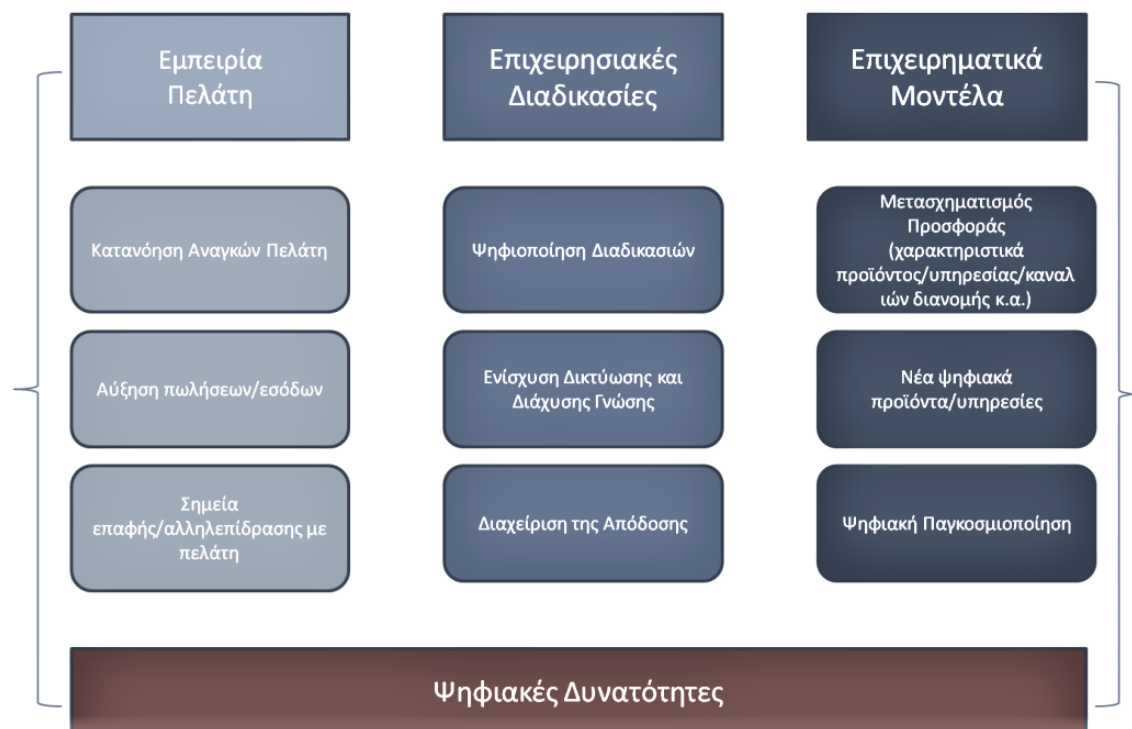 Εμπειρία
Πελάτη
Επιχειρησιακές
Διαδικασίες
Επιχειρηματικά
Μοντέλα
Κατανόηση Αναγκών Πελάτη
Ψηφιοποίηση Διαδικασιών
Μετασχηματισμός
Προσφοράς
(χαρακτηριστικά
προϊόντος/υπηρεσίας/καναλ
ιών διανομής κ.α.)
Αύξηση πωλήσεων/εσόδων
Ενίσχυση Δικτύωσης και
Διάχυσης Γνώσης
Νέα ψηφιακά
προϊόντα/υπηρεσίες
Σημεία
επαφής/αλληλεπίδρασης με
πελάτη
Διαχείριση της Απόδοσης
Ψηφιακή Παγκοσμιοποίηση
Ψηφιακές Δυνατότητες